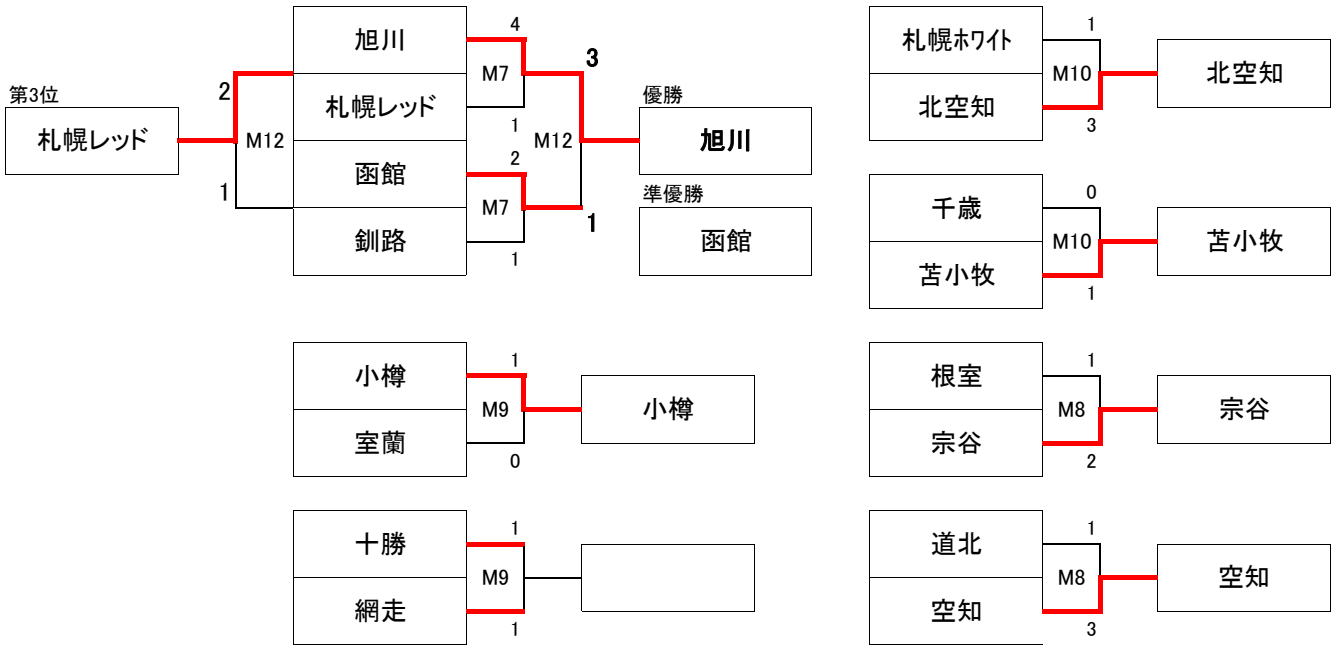 旭川
4
M7
札幌レッド
1
函館
2
M7
釧路
1
3
M12
1
優勝
旭川
準優勝
函館
2
M12
1
第3位
札幌レッド
小樽
1
M9
室蘭
0
小樽
十勝
1
M9
網走
1
札幌ホワイト
1
M10
北空知
3
北空知
千歳
0
M10
苫小牧
1
苫小牧
根室
1
M8
宗谷
2
宗谷
道北
1
M8
空知
3
空知